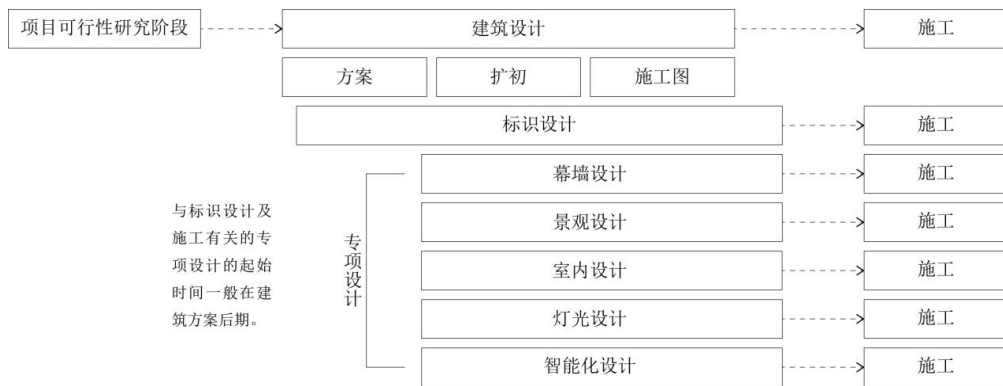 项目可行性研究阶段
建筑设计
施工
方案
扩初
施工图
标识设计
施工
幕墙设计
施工
与标识设计及
施工有关的专
项设计的起始
时间一般在建
筑方案后期。
专项设计
景观设计
施工
室内设计
施工
灯光设计
施工
智能化设计
施工